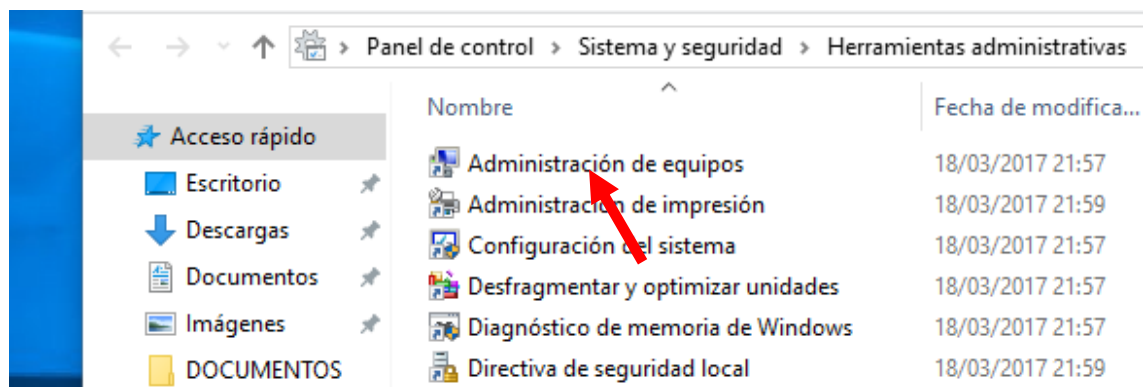 Panel de control > Sistema y seguridad > Herramientas administrativas
Nombre Fecha de modifica...
Acceso rápido
Escritorio
Descargas
Documentos
Imágenes
DOCUMENTOS
Administración de equipos 18/03/2017 21:57
Administración de impresión 18/03/2017 21:59
Configuración del sistema 18/03/2017 21:57
Desfragmentar y optimizar unidades 18/03/2017 21:57
Diagnóstico de memoria de Windows 18/03/2017 21:57
Directiva de seguridad local 18/03/2017 21:59